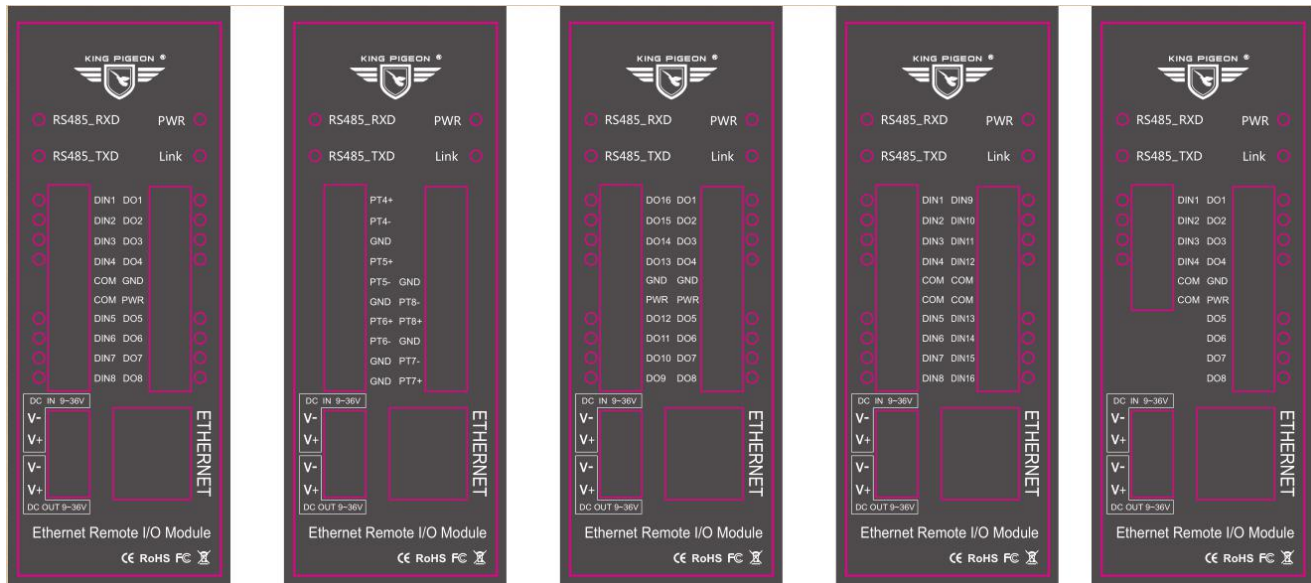 KING PIGEON ®
RS485_RXD PWR
RS485_TXD Link
DIN1 DO1
DIN2 DO2
DIN3 DO3
DIN4 DO4
COM GND
COM PWR
DIN5 DO5
DIN6 DO6
DIN7 DO7
DIN8 DO8
DC IN 9~36V
V-
V+
V-
V+
DC OUT 9~36V
ETHERNET
Ethernet Remote I/O Module
CE RoHS FC
KING PIGEON ®
RS485_RXD PWR
RS485_TXD Link
PT4+
PT4-
GND
PT5+
PT5- GND
GND PT8-
PT6+ PT8+
PT6- GND
GND PT7-
GND PT7+
DC IN 9~36V
V-
V+
V-
V+
DC OUT 9~36V
ETHERNET
Ethernet Remote I/O Module
CE RoHS FC
KING PIGEON ®
RS485_RXD PWR
RS485_TXD Link
DO16 DO1
DO15 DO2
DO14 DO3
DO13 DO4
GND GND
PWR PWR
DO12 DO5
DO11 DO6
DO10 DO7
DO9 DO8
DC IN 9~36V
V-
V+
V-
V+
DC OUT 9~36V
ETHERNET
Ethernet Remote I/O Module
CE RoHS FC
KING PIGEON ®
RS485_RXD PWR
RS485_TXD Link
DIN1 DIN9
DIN2 DIN10
DIN3 DIN11
DIN4 DIN12
COM COM
COM COM
DIN5 DIN13
DIN6 DIN14
DIN7 DIN15
DIN8 DIN16
DC IN 9~36V
V-
V+
V-
V+
DC OUT 9~36V
ETHERNET
Ethernet Remote I/O Module
CE RoHS FC
KING PIGEON ®
RS485_RXD PWR
RS485_TXD Link
DIN1 DO1
DIN2 DO2
DIN3 DO3
DIN4 DO4
COM GND
COM PWR
DO5
DO6
DO7
DO8
DC IN 9~36V
V-
V+
V-
V+
DC OUT 9~36V
ETHERNET
Ethernet Remote I/O Module
CE RoHS FC